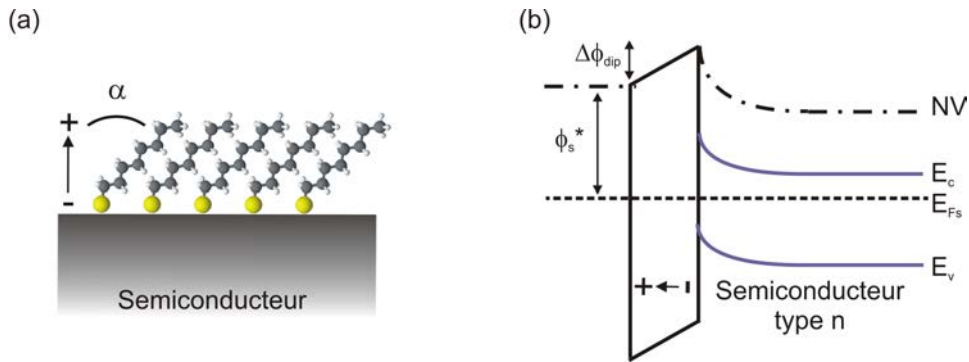 (a)
α
+
-
Semiconducteur
(b)
Δϕdip
NV
ϕs*
Ec
EFs
Ev
+ -
Semiconducteur
type n